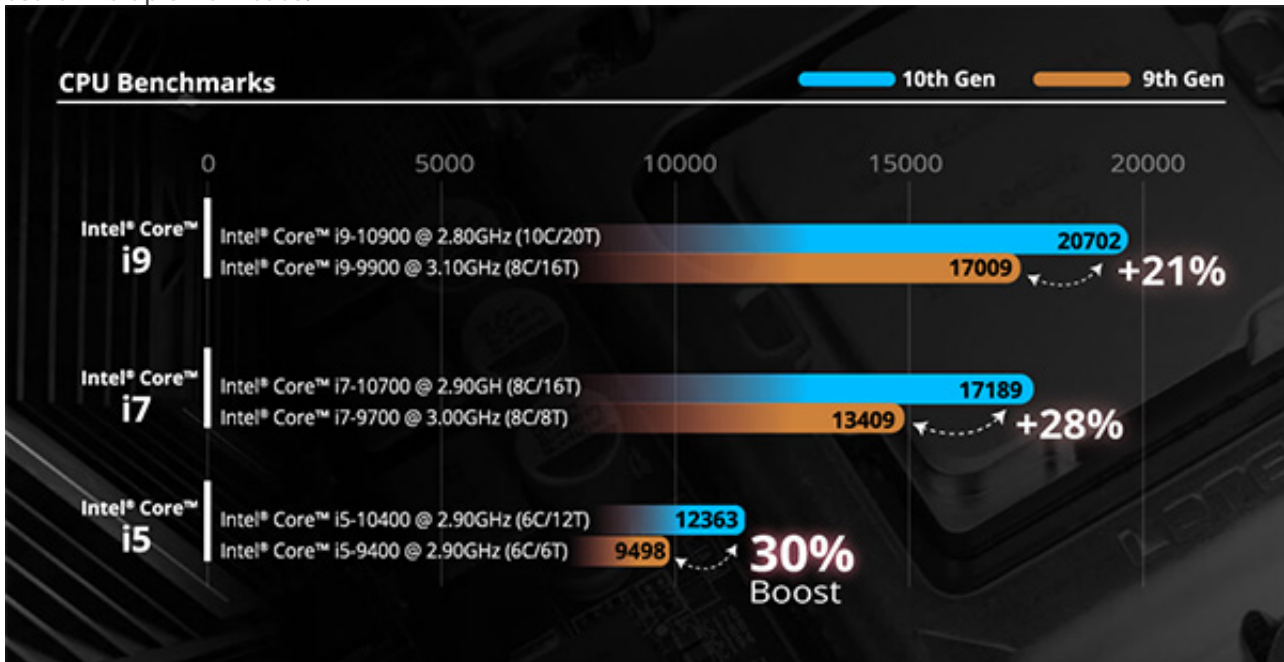 CPU Benchmarks
10th Gen
9th Gen
0 5000 10000 15000 20000
Intel® Core™
i9
Intel® Core™ i9-10900 @ 2.80GHz (10C/20T)
20702
Intel® Core™ i9-9900 @ 3.10GHz (8C/16T)
17009
+21%
Intel® Core™
i7
Intel® Core™ i7-10700 @ 2.90GH (8C/16T)
17189
Intel® Core™ i7-9700 @ 3.00GHz (8C/8T)
13409
+28%
Intel® Core™
i5
Intel® Core™ i5-10400 @ 2.90GHz (6C/12T)
12363
Intel® Core™ i5-9400 @ 2.90GHz (6C/6T)
9498
30%
Boost